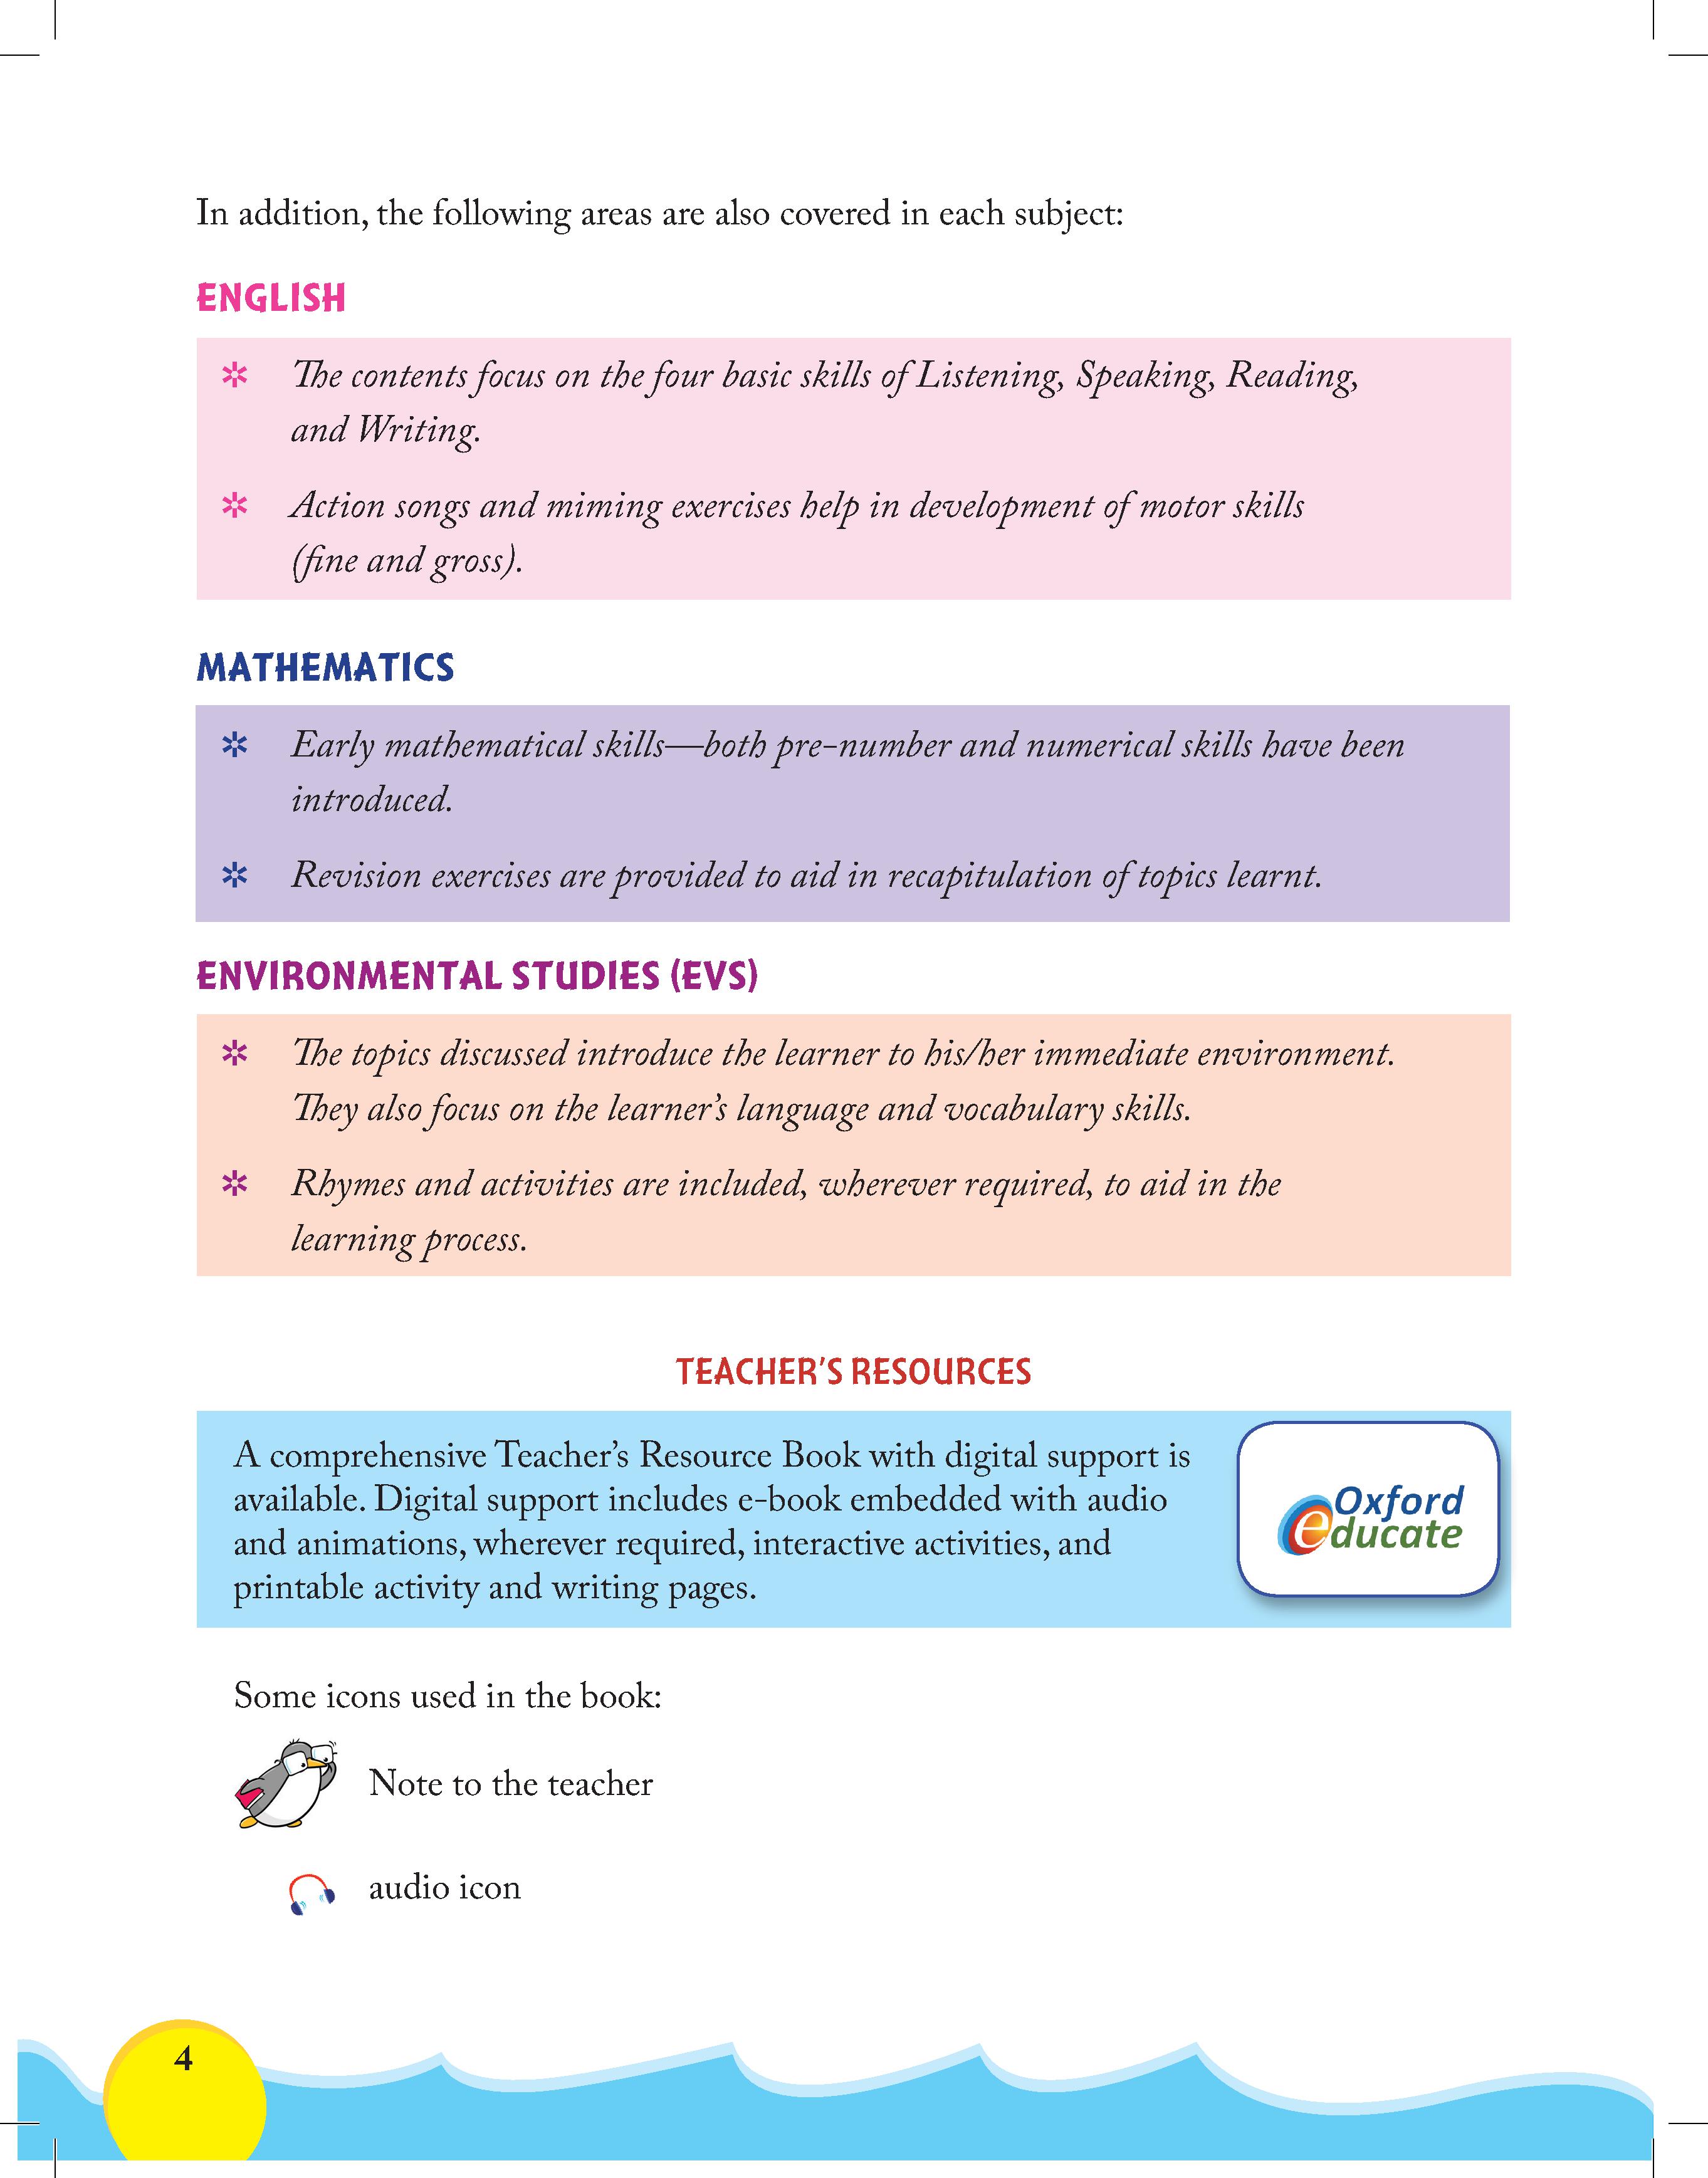 In addition, the following areas are also covered in each subject:
ENGLISH
✲ The contents focus on the four basic skills of Listening, Speaking, Reading,
and Writing.
✲ Action songs and miming exercises help in development of motor skills
(fine and gross).
MATHEMATICS
✲ Early mathematical skills—both pre-number and numerical skills have been
introduced.
✲ Revision exercises are provided to aid in recapitulation of topics learnt.
ENVIRONMENTAL STUDIES (EVS)
✲ The topics discussed introduce the learner to his/her immediate environment.
They also focus on the learner’s language and vocabulary skills.
✲ Rhymes and activities are included, wherever required, to aid in the
learning process.
TEACHER’S RESOURCES
A comprehensive Teacher’s Resource Book with digital support is
available. Digital support includes e-book embedded with audio
and animations, wherever required, interactive activities, and
printable activity and writing pages.
Oxford
educate
Some icons used in the book:
Note to the teacher
audio icon
4